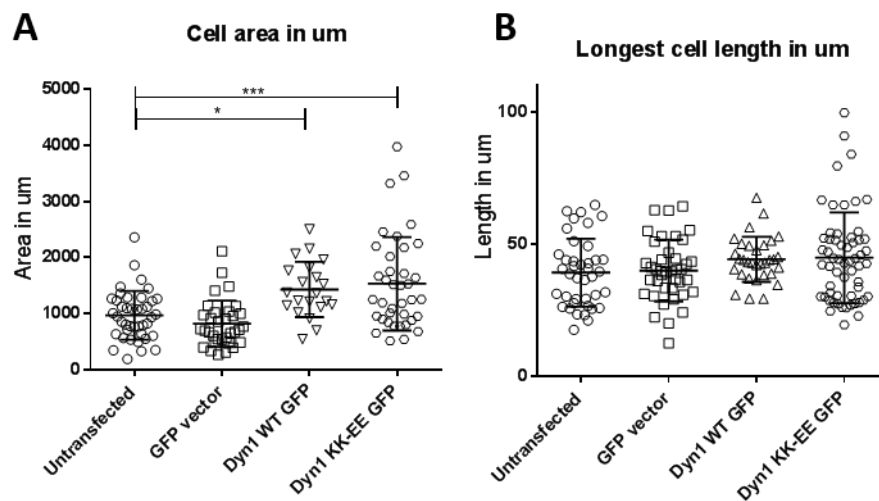 A
Cell area in um
Area in um
5000
4000
3000
2000
1000
0
***
*
Untransfected
GFP vector
Dyn1 WT GFP
Dyn1 KK-EE GFP
B
Longest cell length in um
Length in um
100
50
0
Untransfected
GFP vector
Dyn1 WT GFP
Dyn1 KK-EE GFP